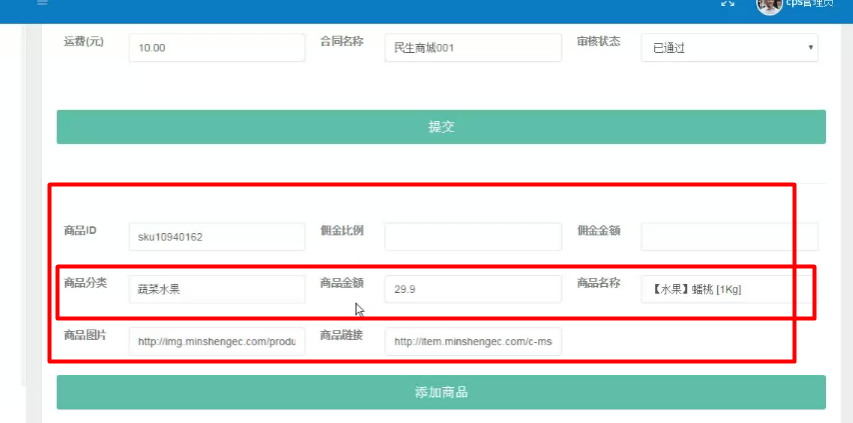 cps管理员
运费(元) 10.00 合同名称 民生商城001 审核状态 已通过
提交
商品ID sku10940162 佣金比例 佣金金额
商品分类 蔬菜水果 商品金额 29.9 商品名称 【水果】蟠桃 [1Kg]
商品图片 http://img.minshengec.com/produ 商品链接 http://item.minshengec.com/c-ms
添加商品